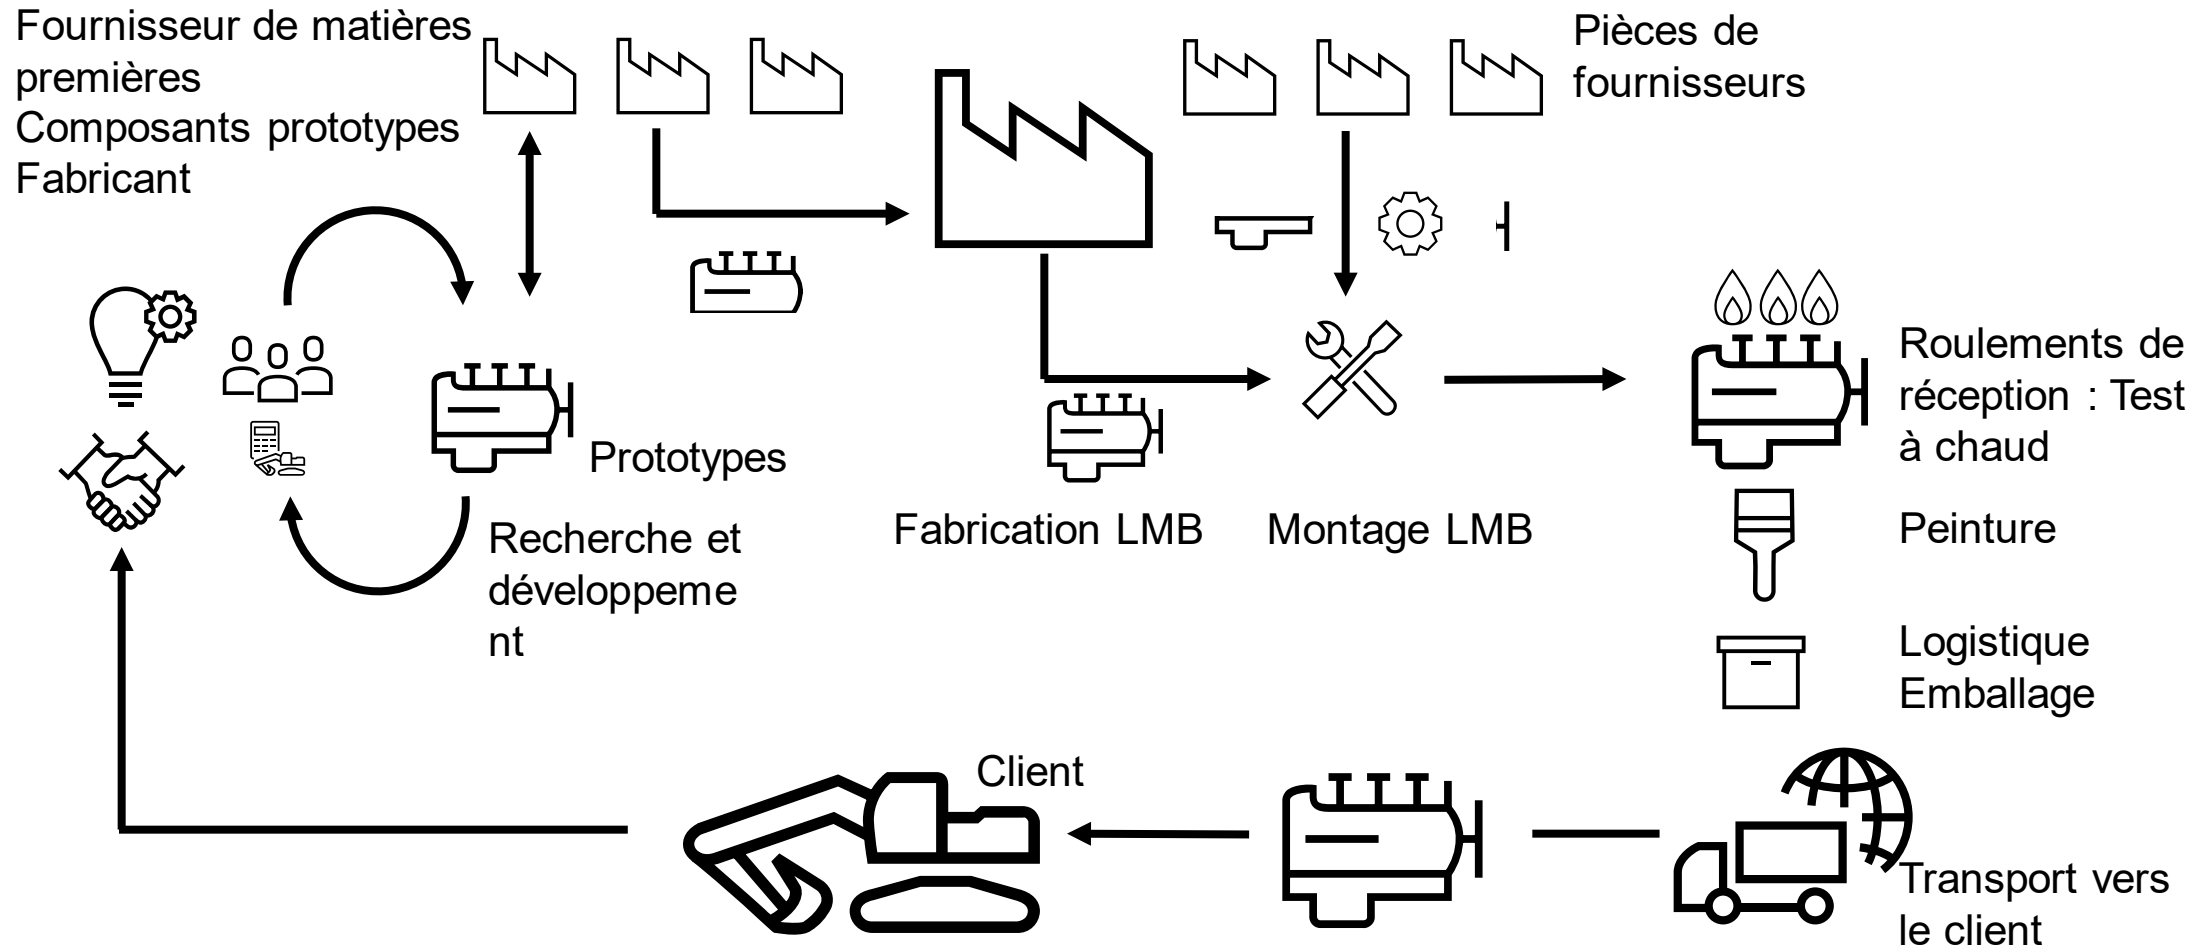 Fournisseur de matières
premières
Composants prototypes
Fabricant
Pièces de
fournisseurs
Prototypes
Recherche et
développeme
nt
Fabrication LMB
Montage LMB
Roulements de
réception : Test
à chaud
Peinture
Logistique
Emballage
Client
Transport vers
le client